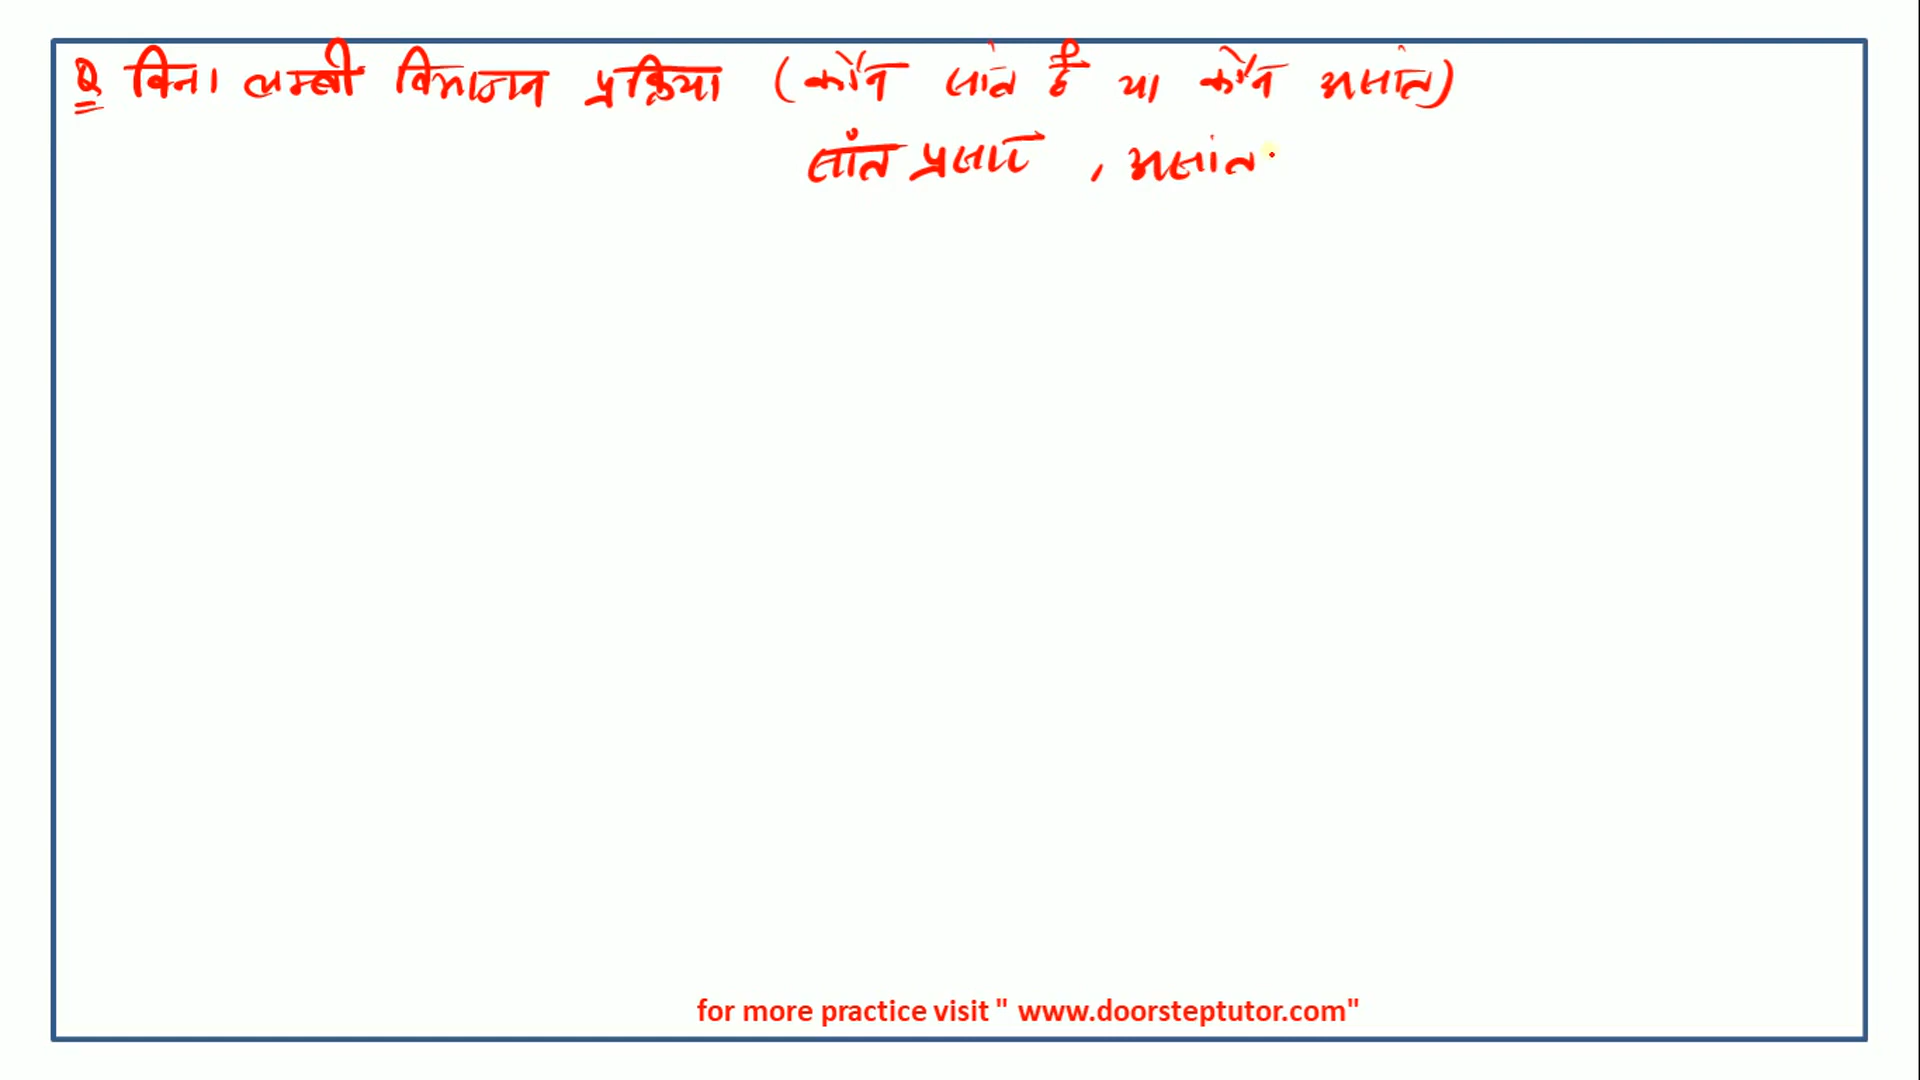 Q बिना लम्बी विभाजन प्रक्रिया (कौन सांत है या कौन असांत)
सांत प्रसार , असांत
for more practice visit " www.doorsteptutor.com"